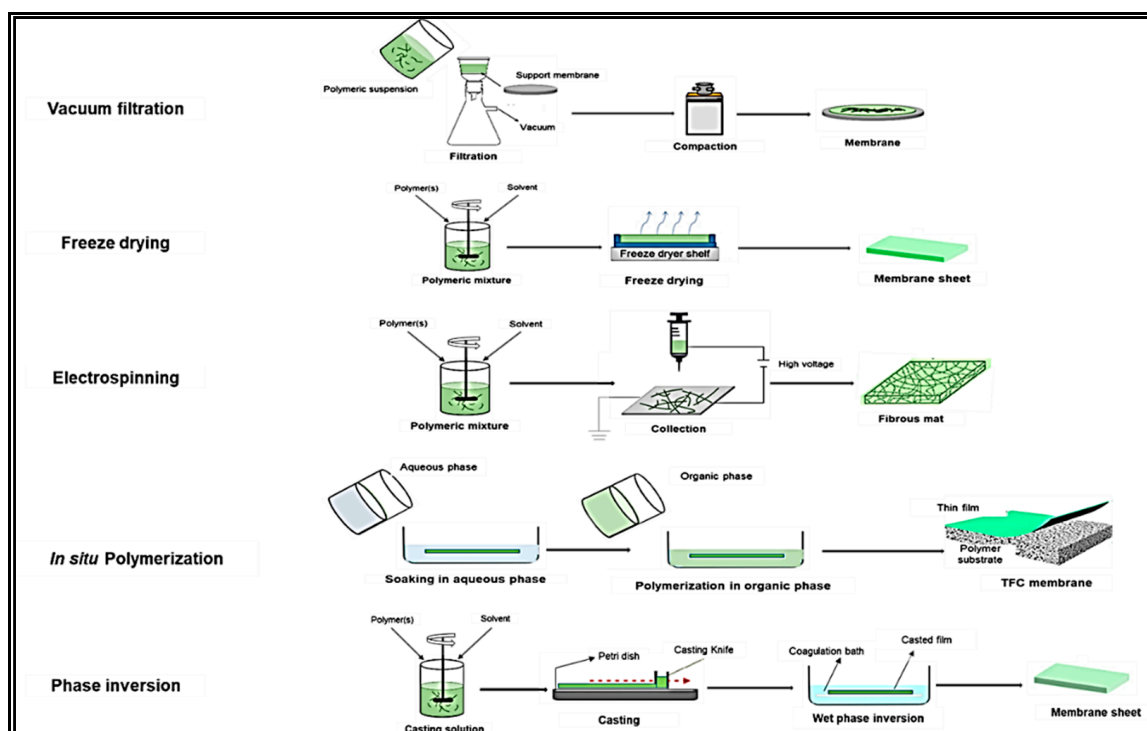 Vacuum filtration
Polymeric suspension
Support membrane
Vacuum
Filtration
Compaction
Membrane
Freeze drying
Polymer(s)
Solvent
Polymeric mixture
Freeze dryer shelf
Freeze drying
Membrane sheet
Electrospinning
Polymer(s)
Solvent
Polymeric mixture
High voltage
Collection
Fibrous mat
In situ Polymerization
Aqueous phase
Soaking in aqueous phase
Organic phase
Polymerization in organic phase
Thin film
Polymer
substrate
TFC membrane
Phase inversion
Polymer(s)
Solvent
Casting solution
Petri dish
Casting Knife
Casting
Coagulation bath
Casted film
Wet phase inversion
Membrane sheet